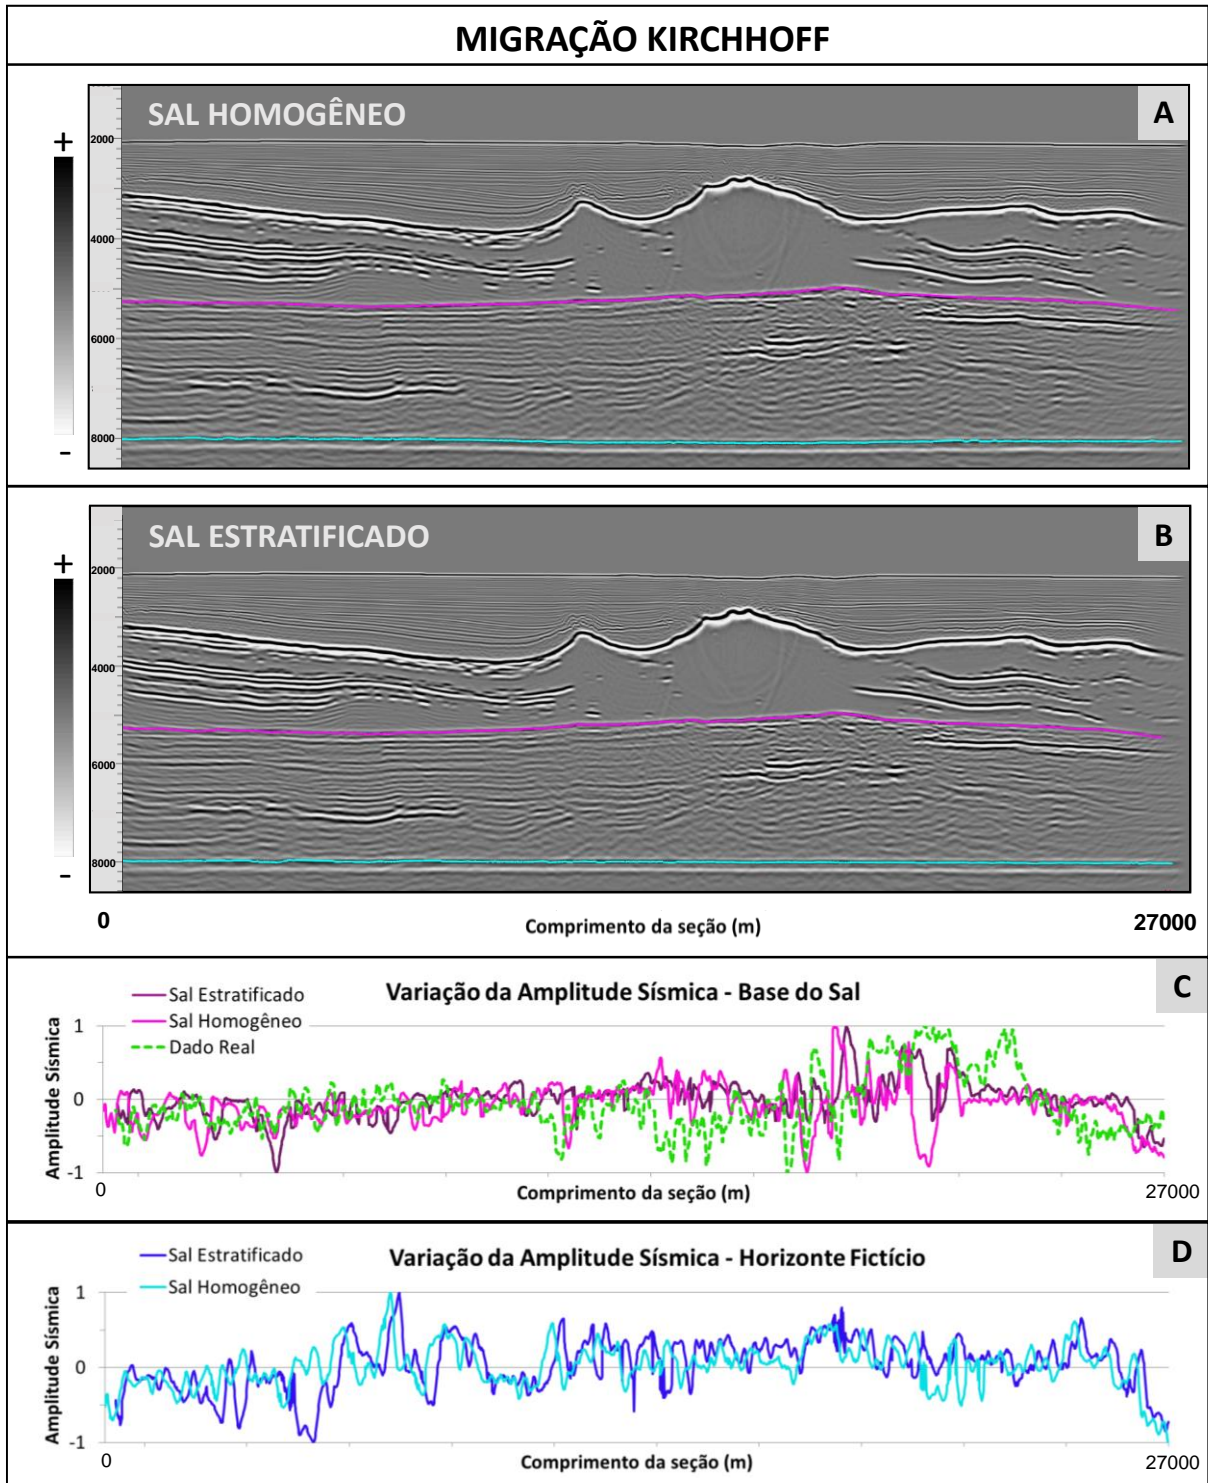 MIGRAÇÃO KIRCHHOFF
SAL HOMOGÊNEO
A
+
2000
4000
6000
8000
-
SAL ESTRATIFICADO
B
+
2000
4000
6000
8000
-
0
Comprimento da seção (m)
27000
C
Variação da Amplitude Sísmica - Base do Sal
Sal Estratificado
Sal Homogêneo
Dado Real
Amplitude Sísmica
1
0
-1
0
Comprimento da seção (m)
27000
D
Variação da Amplitude Sísmica - Horizonte Fictício
Sal Estratificado
Sal Homogêneo
Amplitude Sísmica
1
0
-1
0
Comprimento da seção (m)
27000